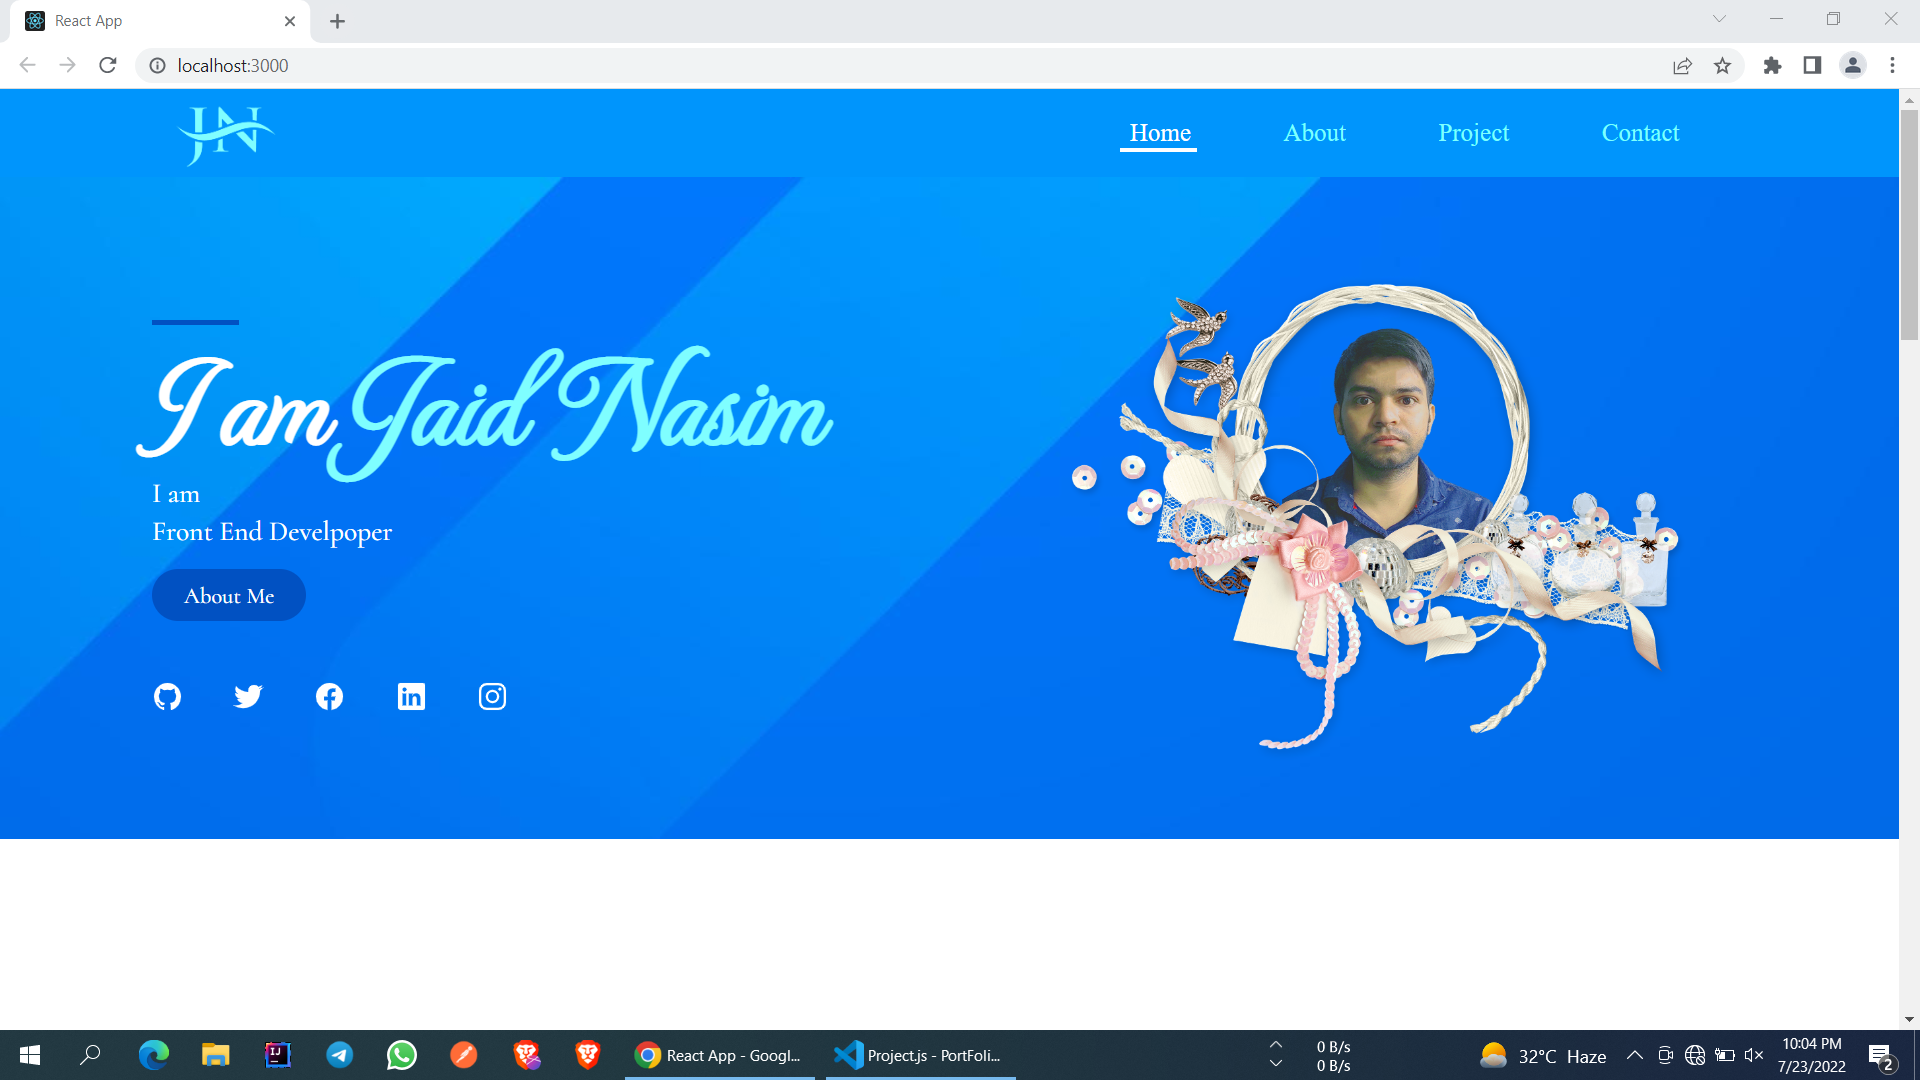 React App
localhost:3000
JN
Home About Project Contact
I am Jaid Nasim
I am
Front End Develpoper
About Me
React App - Googl...
Project.js - PortFoli...
0 B/s
0 B/s
32°C Haze
10:04 PM
7/23/2022
2